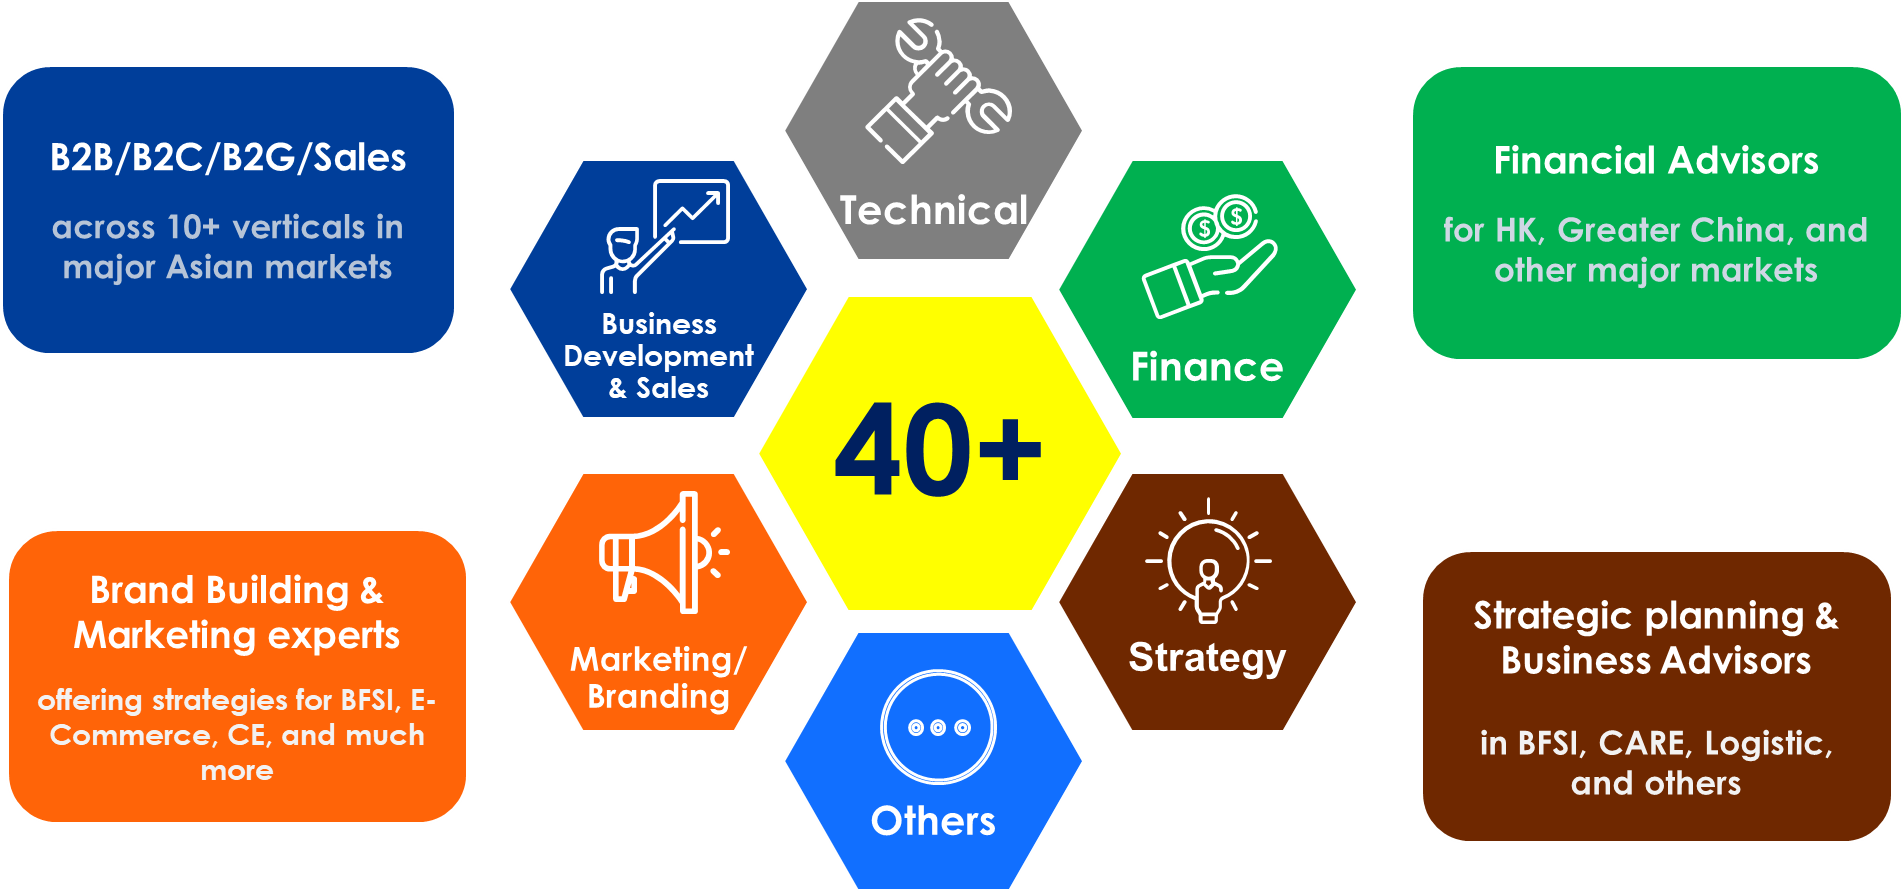 B2B/B2C/B2G/Sales
across 10+ verticals in
major Asian markets
Brand Building &
Marketing experts
offering strategies for BFSI, E-
Commerce, CE, and much
more
Technical
Business
Development
& Sales
$ $
Finance
40+
Marketing/
Branding
Strategy
Others
Financial Advisors
for HK, Greater China, and
other major markets
Strategic planning &
Business Advisors
in BFSI, CARE, Logistic,
and others